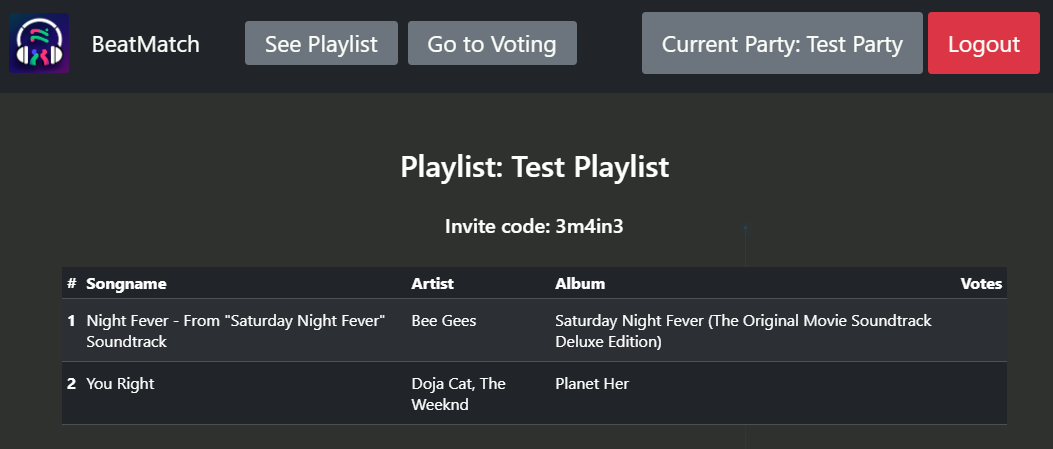 BeatMatch See Playlist Go to Voting Current Party: Test Party Logout
Playlist: Test Playlist
Invite code: 3m4in3
# Songname Artist Album Votes
1 Night Fever - From "Saturday Night Fever" Bee Gees Saturday Night Fever (The Original Movie Soundtrack
Soundtrack Deluxe Edition)
2 You Right Doja Cat, The Planet Her
Weeknd